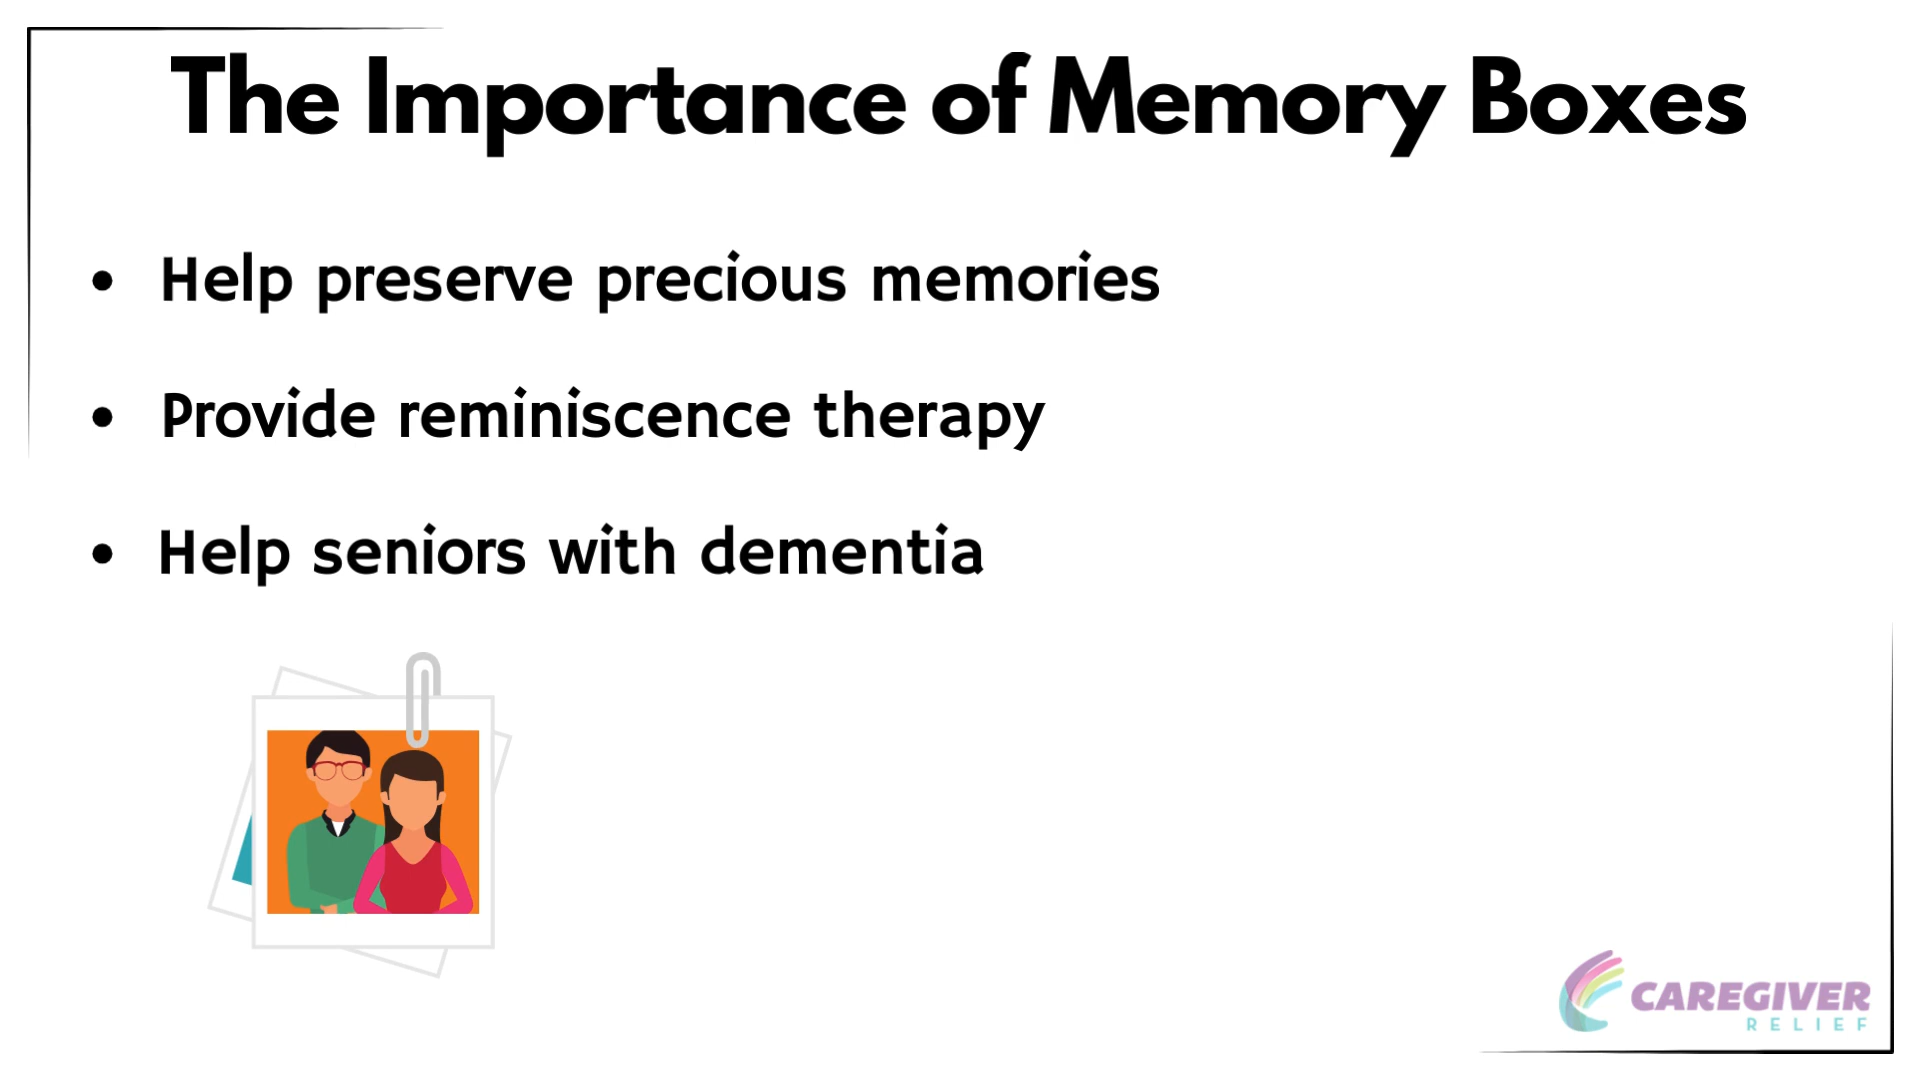 The Importance of Memory Boxes
• Help preserve precious memories
• Provide reminiscence therapy
• Help seniors with dementia
CAREGIVER
RELIEF